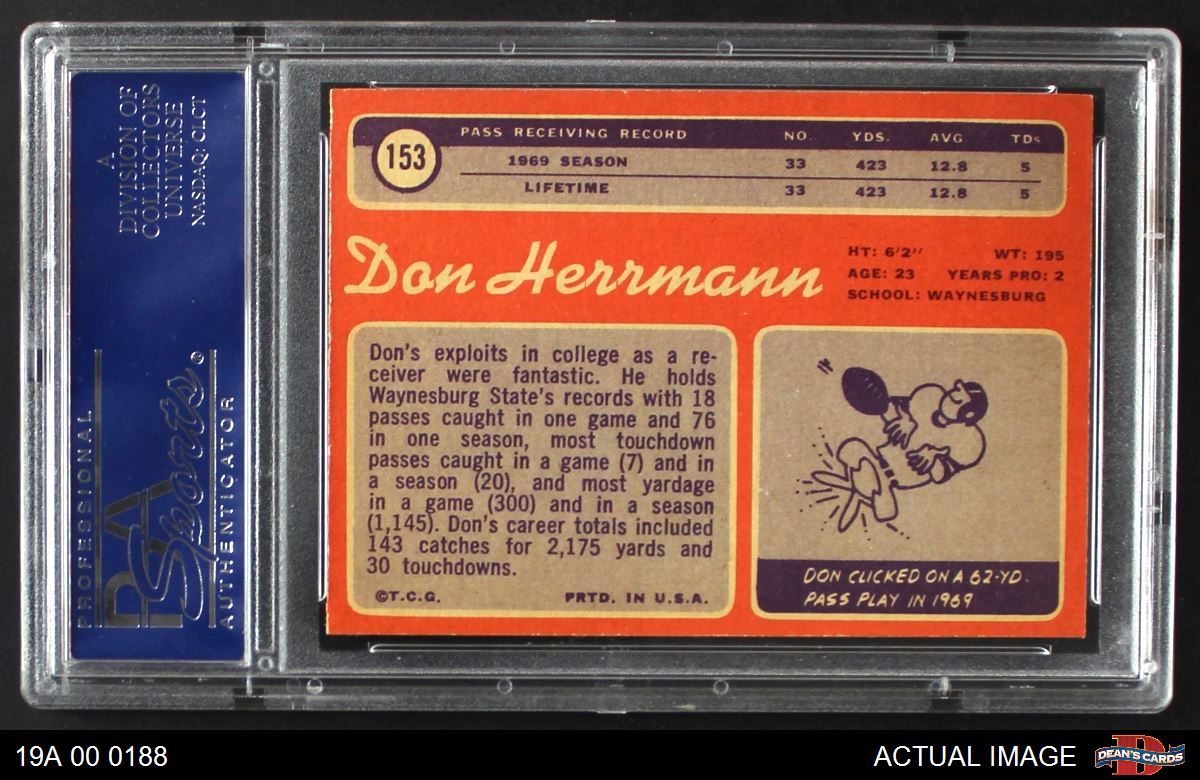 A
DIVISION OF
COLLECTORS
UNIVERSE
NASDAQ: CLCT
PROFESSIONAL
PSA
Sports®
AUTHENTICATOR
153
PASS RECEIVING RECORD NO. YDS. AVG TDs
1969 SEASON 33 423 12.8 5
LIFETIME 33 423 12.8 5
Don Herrmann
HT: 6'2" WT: 195
AGE: 23 YEARS PRO: 2
SCHOOL: WAYNESBURG
Don's exploits in college as a re-
ceiver were fantastic. He holds
Waynesburg State's records with 18
passes caught in one game and 76
in one season, most touchdown
passes caught in a game (7) and in
a season (20), and most yardage
in a game (300) and in a season
(1,145). Don's career totals included
143 catches for 2,175 yards and
30 touchdowns.
©T.C.G. PRTD. IN U.S.A.
DON CLICKED ON A 62-YD.
PASS PLAY IN 1969
19A 00 0188
ACTUAL IMAGE
D
DEAN'S CARDS